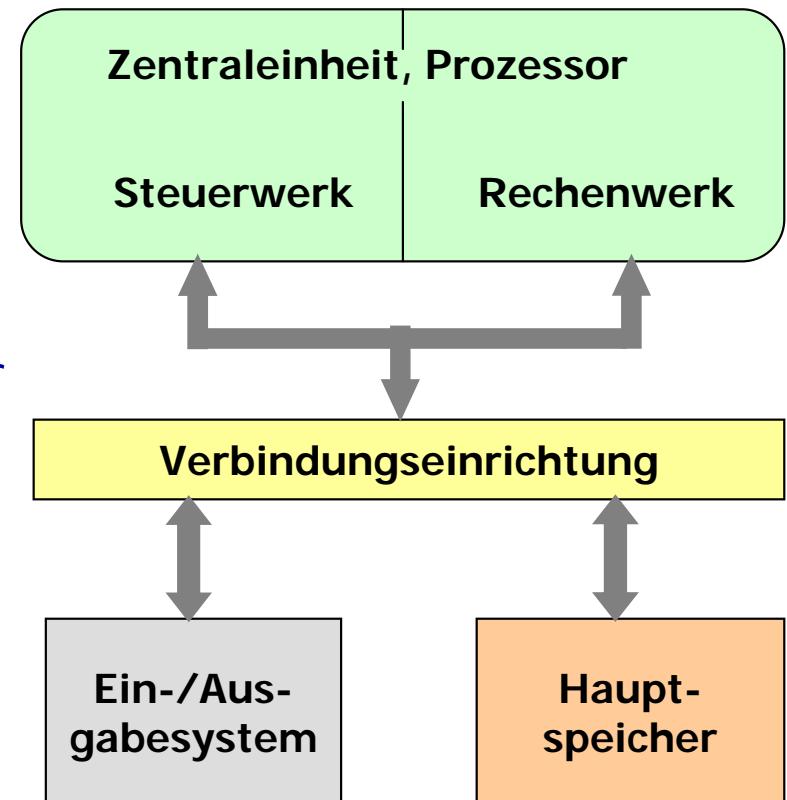 Zentraleinheit, Prozessor
Steuerwerk
Rechenwerk
Verbindungseinrichtung
Ein-/Aus-
gabesystem
Haupt-
speicher